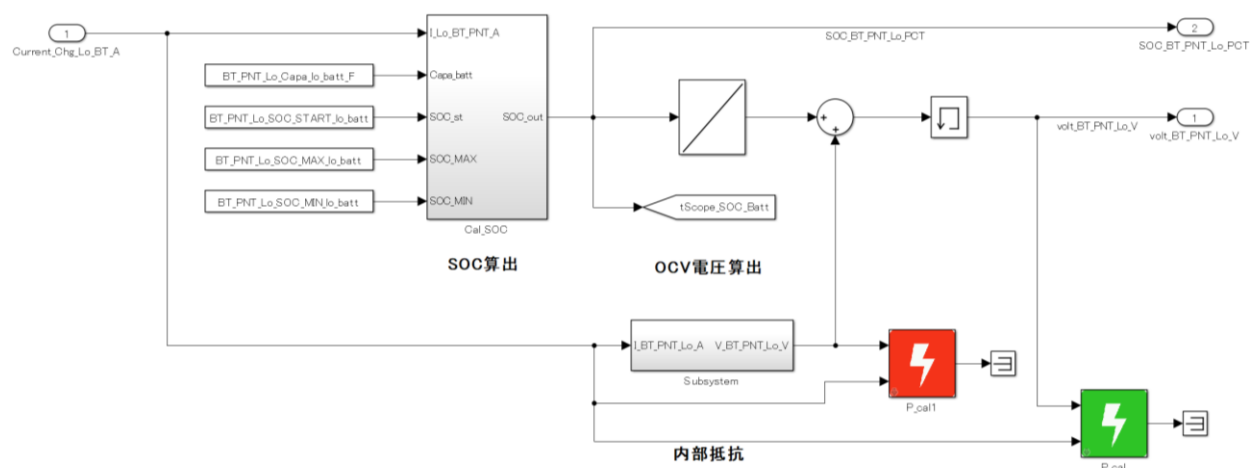 1
Current_Chg_Lo_BT_A
BT_PNT_Lo_Capa_lo_batt_F
BT_PNT_Lo_SOC_START_lo_batt
BT_PNT_Lo_SOC_MAX_lo_batt
BT_PNT_Lo_SOC_MIN_lo_batt
I_Lo_BT_PNT_A
Capa_batt
SOC_st
SOC_MAX
SOC_MIN
SOC_out
Cal_SOC
SOC算出
SOC_BT_PNT_Lo_PCT
2
SOC_BT_PNT_Lo_PCT
+
+
volt_BT_PNT_Lo_V
1
volt_BT_PNT_Lo_V
tScope_SOC_Batt
OCV電圧算出
I_BT_PNT_Lo_A
V_BT_PNT_Lo_V
Subsystem
P_cal1
内部抵抗
P_cal